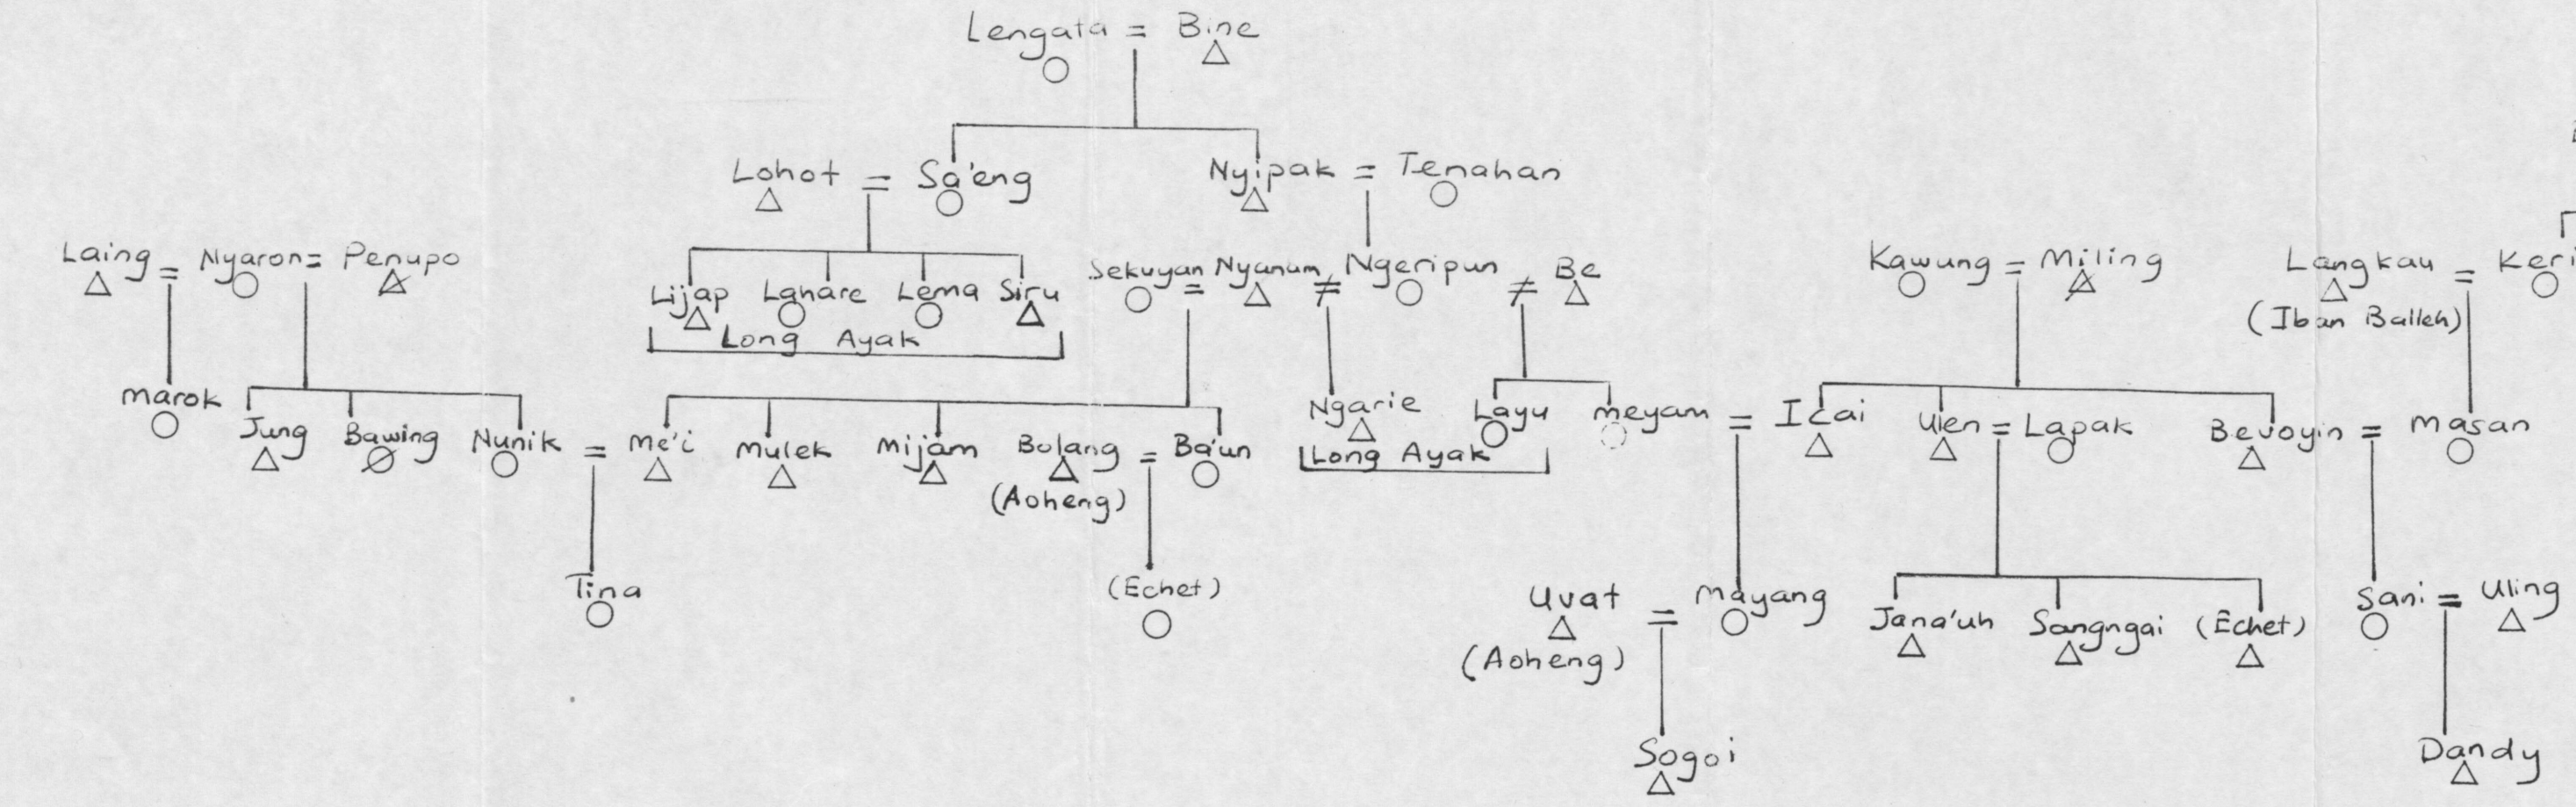 Lengata = Bine
Lohot = Sa'eng
Nyipak = Tenahan
Laing = Nyaron = Penupo
Lijap Lahare Lema Siru
Long Ayak
Sekuyan = Nyanum ≠ Ngeripun ≠ Be
Kawung = Miling
Langkau = Keri
(Iban Balleh)
Marok
Jung Bawing Nunik = Me'i Mulek Mijam Bulang = Ba'un
(Aoheng)
Ngarie Layu Meyam = Icai Ulen = Lapak Bevoyin = Masan
Long Ayak
Tina
(Echet)
Uvat = Mayang
(Aoheng)
Jana'uh Sangngai (Echet)
Sani = Uling
Sogoi
Dandy